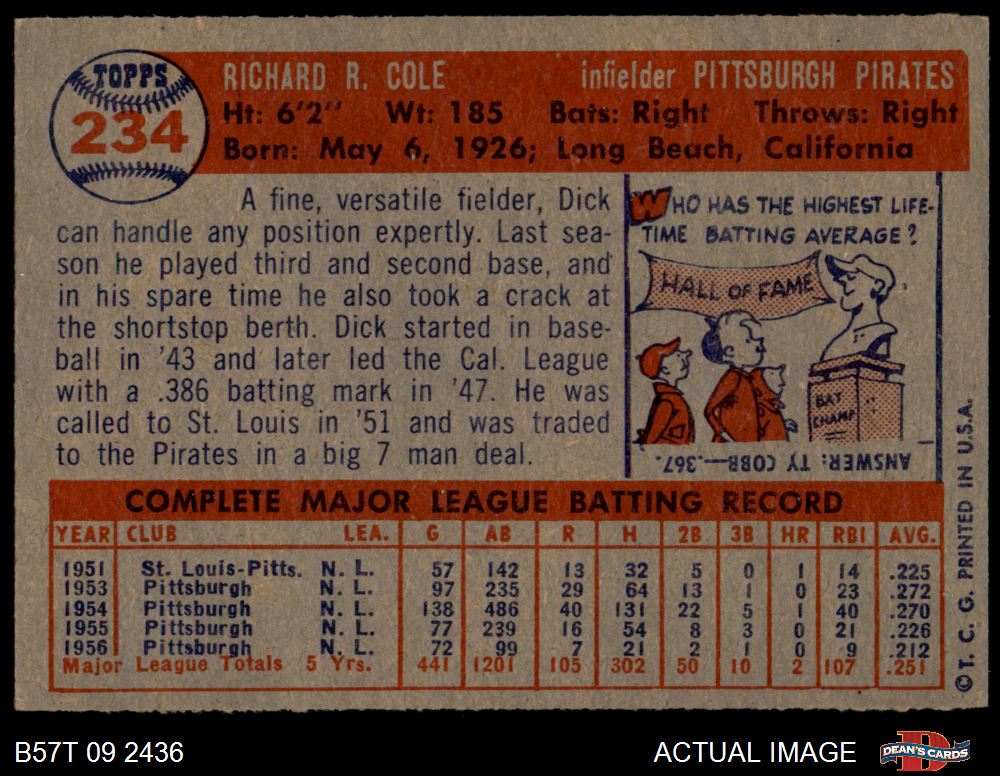 TOPPS
234
RICHARD R. COLE infielder PITTSBURGH PIRATES
Ht: 6'2" Wt: 185 Bats: Right Throws: Right
Born: May 6, 1926; Long Beach, California
A fine, versatile fielder, Dick
can handle any position expertly. Last sea-
son he played third and second base, and
in his spare time he also took a crack at
the shortstop berth. Dick started in base-
ball in '43 and later led the Cal. League
with a .386 batting mark in '47. He was
called to St. Louis in '51 and was traded
to the Pirates in a big 7 man deal.
WHO HAS THE HIGHEST LIFE-
TIME BATTING AVERAGE?
HALL OF FAME
BAT
CHAMP
ANSWER: TY COBB—.367.
COMPLETE MAJOR LEAGUE BATTING RECORD
YEAR CLUB LEA. G AB R H 2B 3B HR RBI AVG.
1951 St. Louis-Pitts. N. L. 57 142 13 32 5 0 1 14 .225
1953 Pittsburgh N. L. 97 235 29 64 13 1 0 23 .272
1954 Pittsburgh N. L. 138 486 40 131 22 5 1 40 .270
1955 Pittsburgh N. L. 77 239 16 54 8 3 0 21 .226
1956 Pittsburgh N. L. 72 99 7 21 2 1 0 9 .212
Major League Totals 5 Yrs. 441 1201 105 302 50 10 2 107 .251
©T. C. G. PRINTED IN U.S.A.
B57T 09 2436 ACTUAL IMAGE DEAN'S CARDS